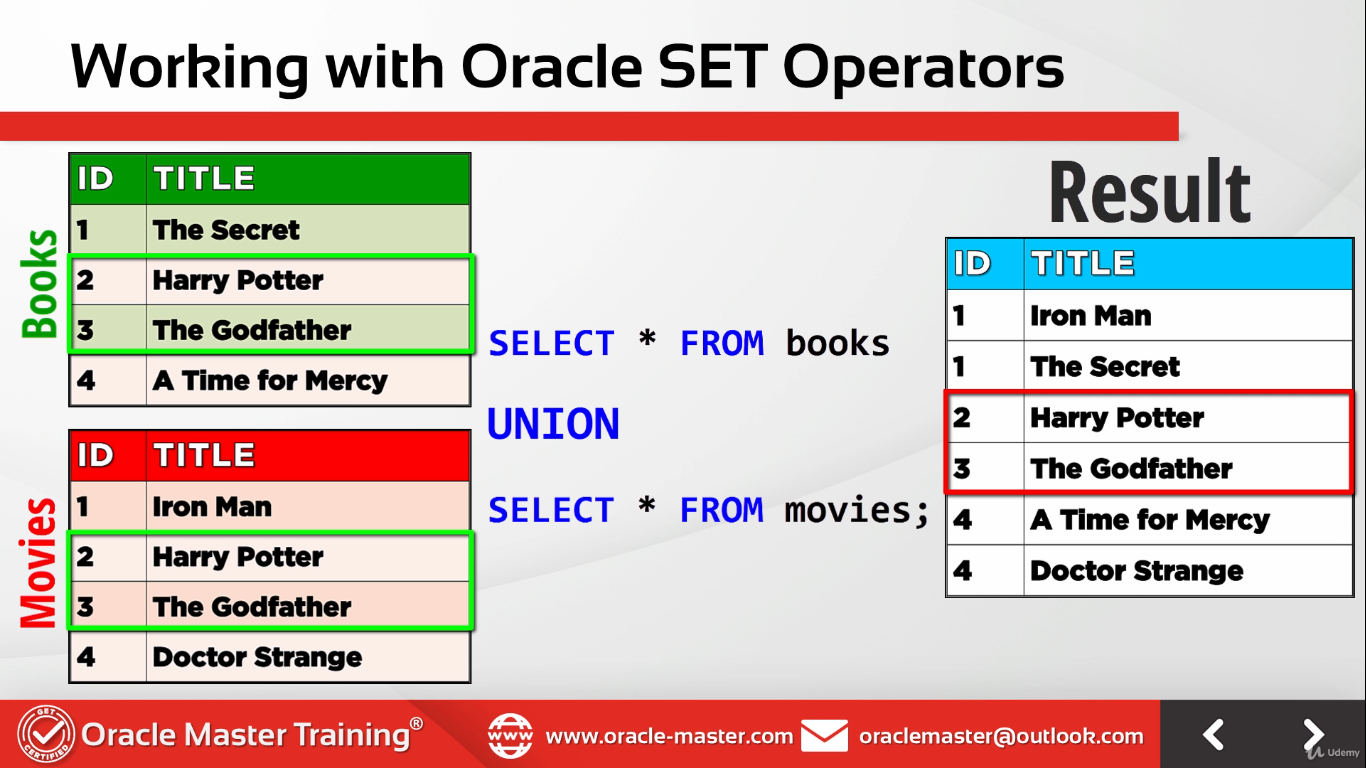 Working with Oracle SET Operators
Books
ID TITLE
1 The Secret
2 Harry Potter
3 The Godfather
4 A Time for Mercy
Movies
ID TITLE
1 Iron Man
2 Harry Potter
3 The Godfather
4 Doctor Strange
SELECT * FROM books
UNION
SELECT * FROM movies;
Result
ID TITLE
1 Iron Man
1 The Secret
2 Harry Potter
3 The Godfather
4 A Time for Mercy
4 Doctor Strange
GET
CERTIFIED
Oracle Master Training®
www
www.oracle-master.com
oraclemaster@outlook.com
Udemy